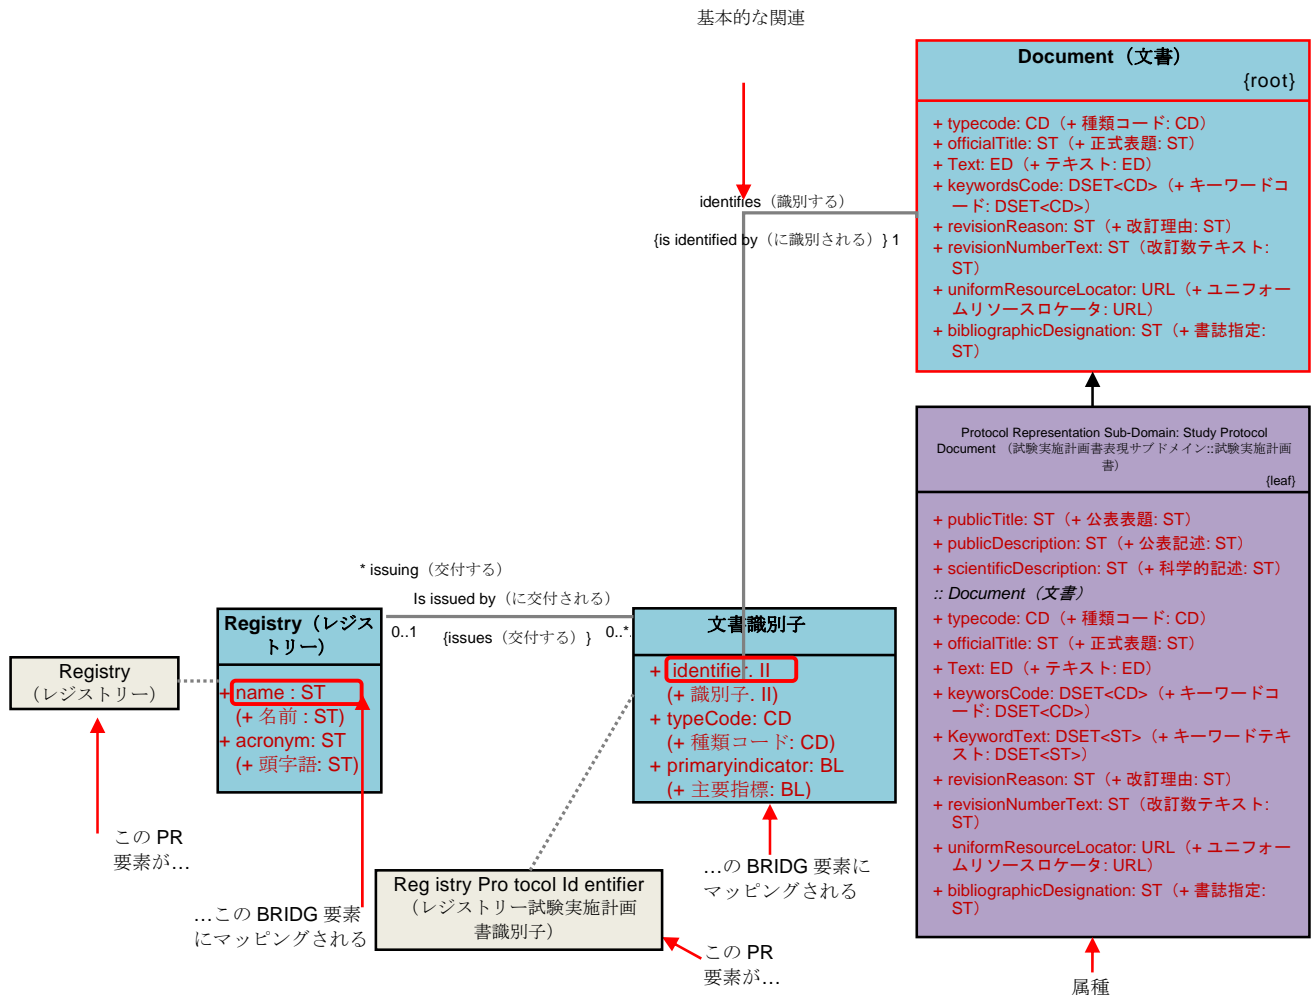 基本的な関連
Document（文書）
{root}
+ typecode: CD（+ 種類コード: CD）
+ officialTitle: ST（+ 正式表題: ST）
+ Text: ED（+ テキスト: ED）
+ keywordsCode: DSET<CD>（+ キーワードコ
ード: DSET<CD>）
+ revisionReason: ST（+ 改訂理由: ST）
+ revisionNumberText: ST（改訂数テキスト:
ST）
+ uniformResourceLocator: URL（+ ユニフォー
ムリソースロケータ: URL）
+ bibliographicDesignation: ST（+ 書誌指定:
ST）
identifies（識別する）
{is identified by（に識別される）} 1
Protocol Representation Sub-Domain: Study Protocol
Document （試験実施計画書表現サブドメイン::試験実施計画
書）
{leaf}
+ publicTitle: ST（+ 公表表題: ST）
+ publicDescription: ST（+ 公表記述: ST）
+ scientificDescription: ST（+ 科学的記述: ST）
:: Document（文書）
+ typecode: CD（+ 種類コード: CD）
+ officialTitle: ST（+ 正式表題: ST）
+ Text: ED（+ テキスト: ED）
+ keyworsCode: DSET<CD>（+ キーワードコ
ード: DSET<CD>）
+ KeywordText: DSET<ST>（+ キーワードテキ
スト: DSET<ST>）
+ revisionReason: ST（+ 改訂理由: ST）
+ revisionNumberText: ST（改訂数テキスト:
ST）
+ uniformResourceLocator: URL（+ ユニフォー
ムリソースロケータ: URL）
+ bibliographicDesignation: ST（+ 書誌指定:
ST）
属種
* issuing（交付する）
Is issued by（に交付される）
0..1 {issues（交付する）} 0..*
Registry（レジス
トリー）
+ name : ST
(+ 名前 : ST)
+ acronym: ST
(+ 頭字語: ST)
文書識別子
+ identifier. II
(+ 識別子. II)
+ typeCode: CD
(+ 種類コード: CD)
+ primaryindicator: BL
(+ 主要指標: BL)
Registry
（レジストリー）
この PR
要素が…
…この BRIDG 要素
にマッピングされる
Reg istry Pro tocol Id entifier
（レジストリー試験実施計画
書識別子）
…の BRIDG 要素に
マッピングされる
この PR
要素が…